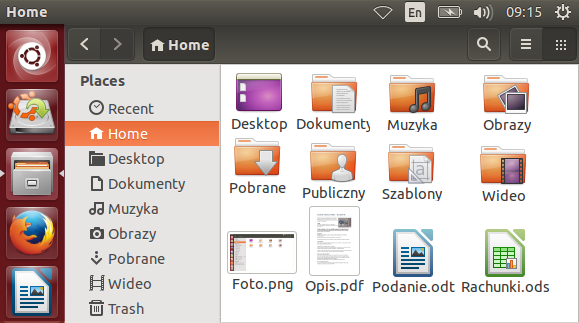 Home
En
09:15
Home
Places
Recent
Home
Desktop
Dokumenty
Muzyka
Obrazy
Pobrane
Wideo
Trash
Desktop
Dokumenty
Muzyka
Obrazy
Pobrane
Publiczny
Szablony
Wideo
Foto.png
Opis.pdf
Podanie.odt
Rachunki.ods